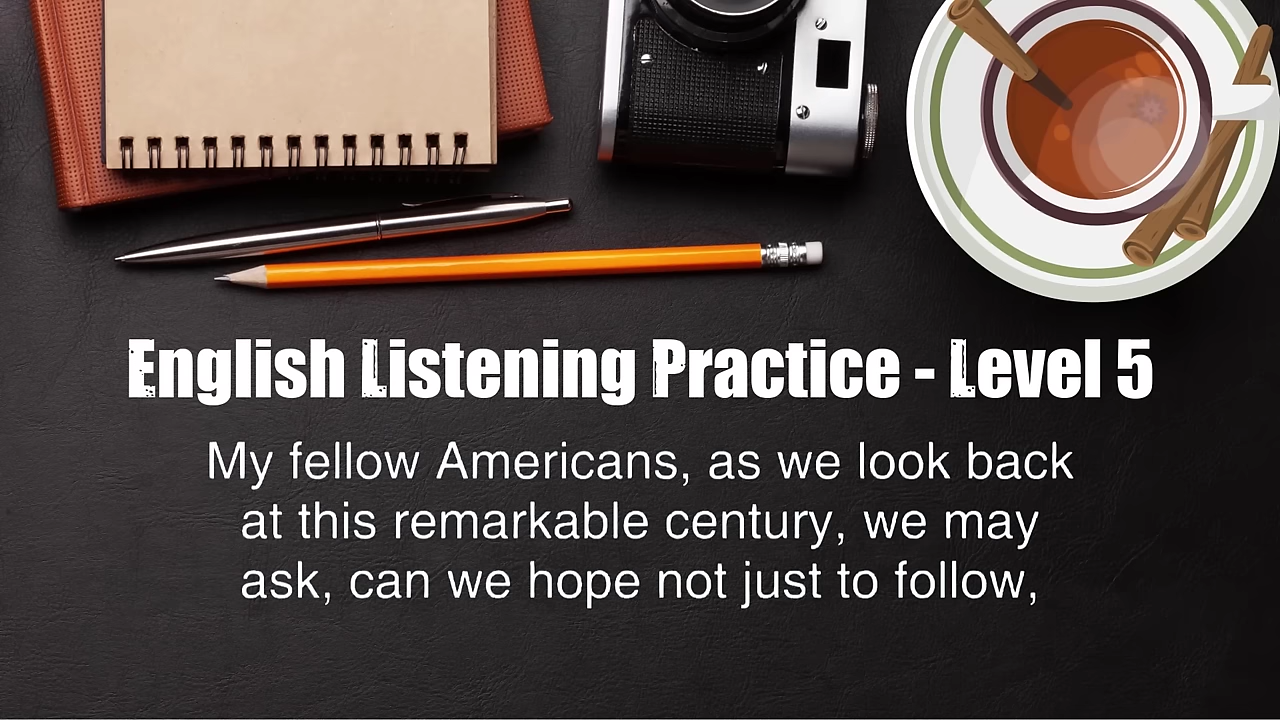 English Listening Practice - Level 5
My fellow Americans, as we look back
at this remarkable century, we may
ask, can we hope not just to follow,